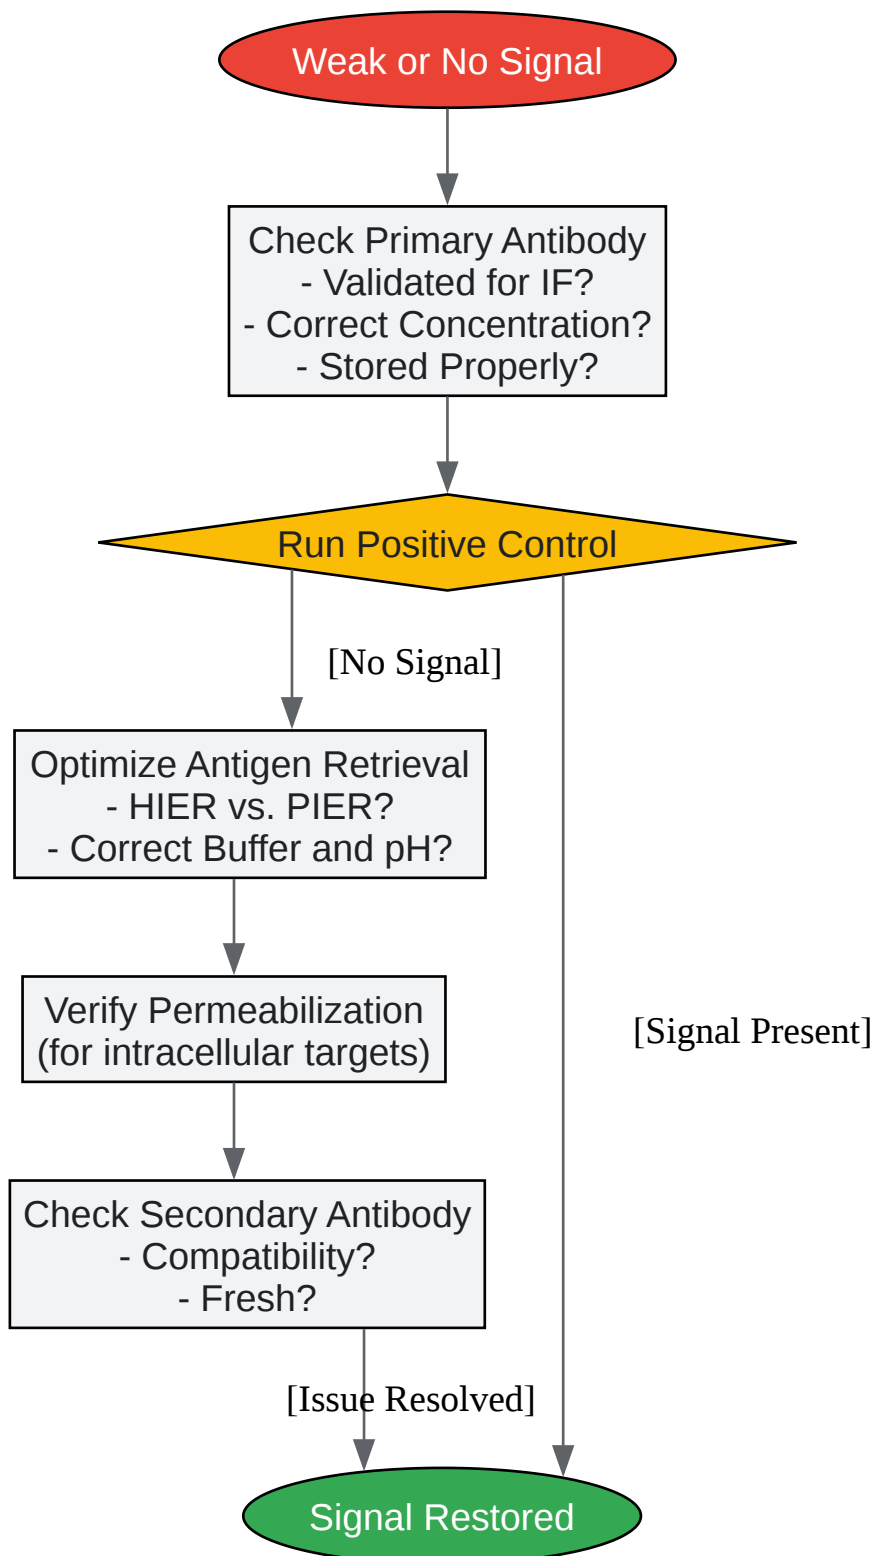 Weak or No Signal
Check Primary Antibody
- Validated for IF?
- Correct Concentration?
- Stored Properly?
Run Positive Control
[No Signal]
Optimize Antigen Retrieval
- HIER vs. PIER?
- Correct Buffer and pH?
Verify Permeabilization
(for intracellular targets)
[Signal Present]
Check Secondary Antibody
- Compatibility?
- Fresh?
[Issue Resolved]
Signal Restored